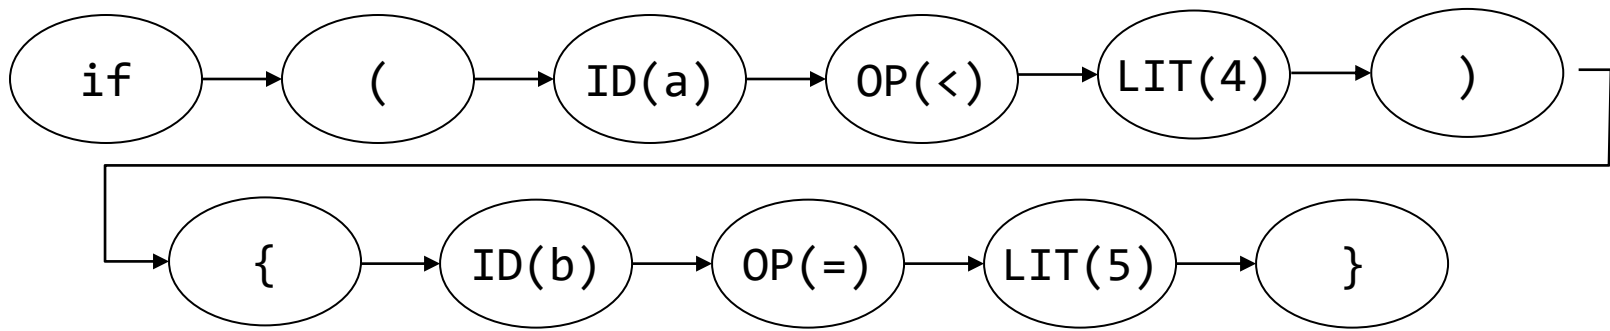 if ( ID(a) OP(<) LIT(4) )
{ ID(b) OP(=) LIT(5) }